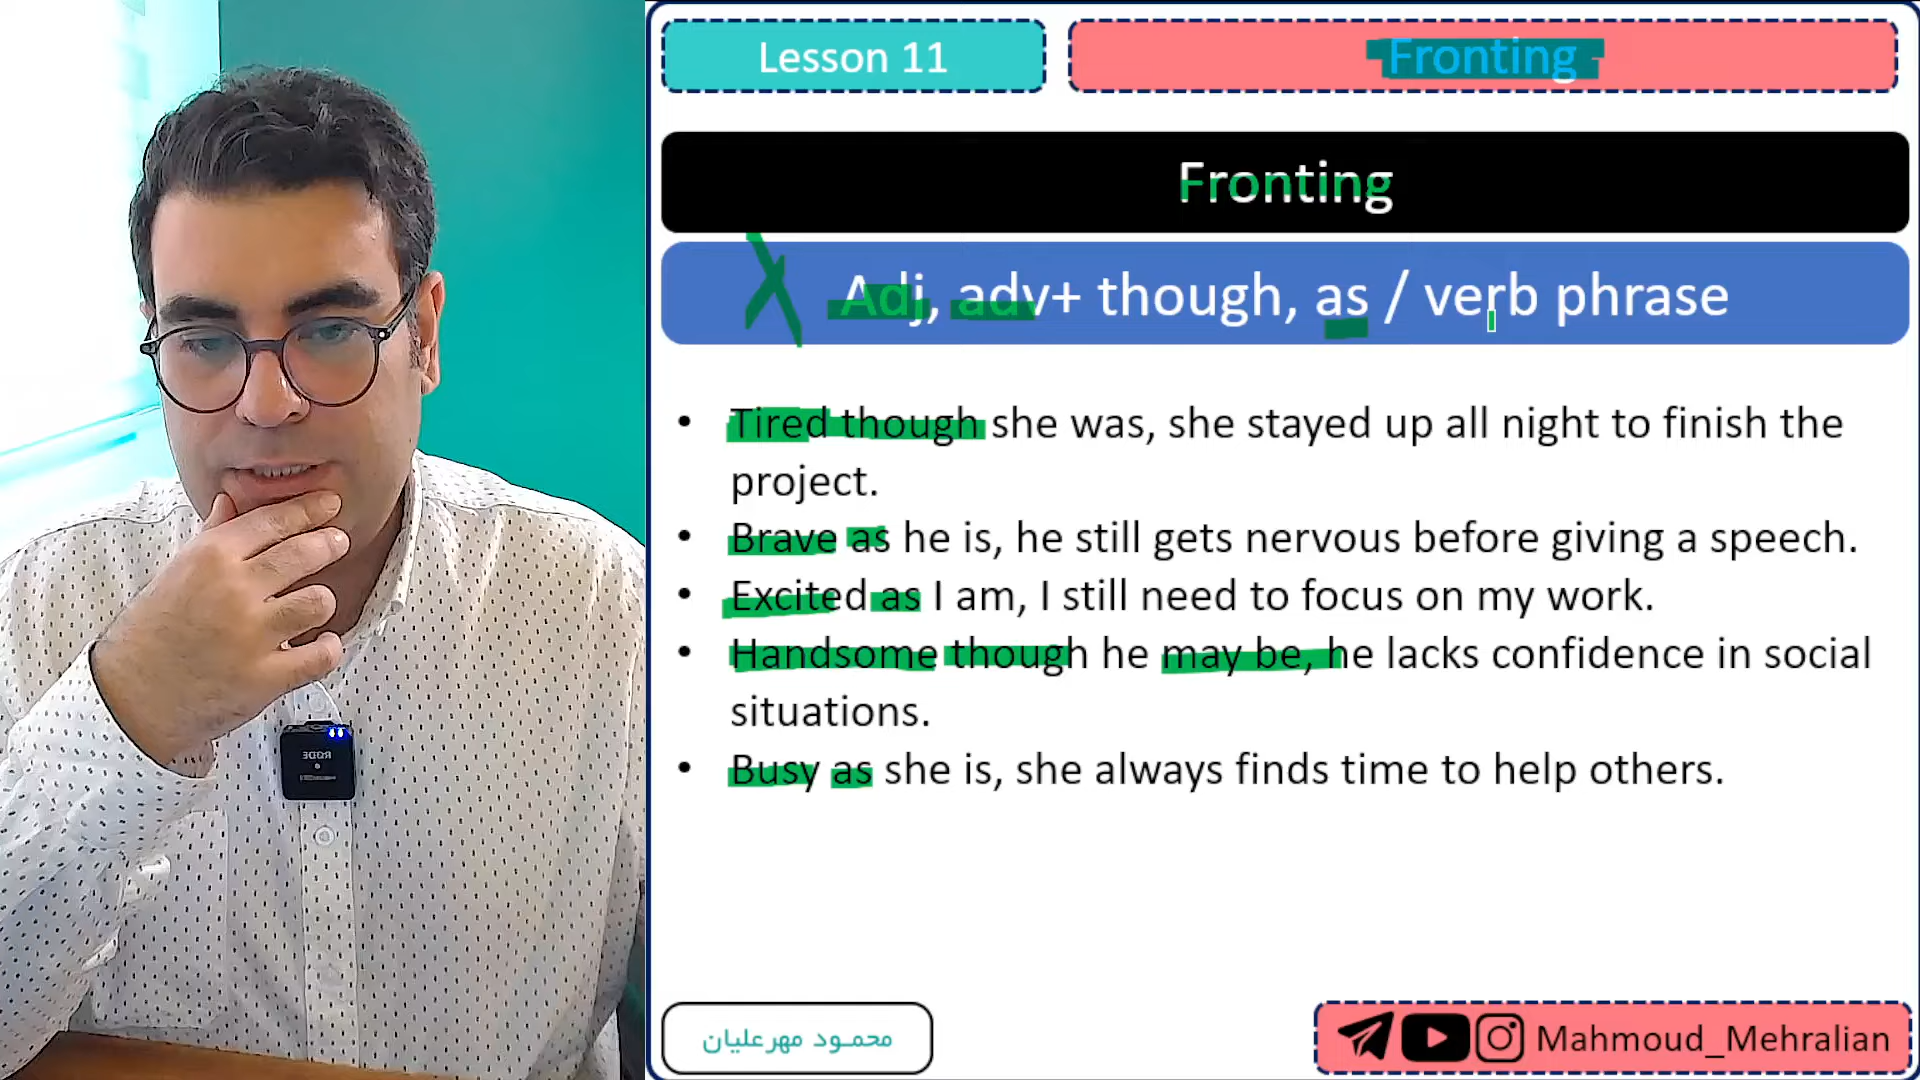 Lesson 11
Fronting
Fronting
Adj, adv+ though, as / verb phrase
• Tired though she was, she stayed up all night to finish the
project.
• Brave as he is, he still gets nervous before giving a speech.
• Excited as I am, I still need to focus on my work.
• Handsome though he may be, he lacks confidence in social
situations.
• Busy as she is, she always finds time to help others.
RODE
محمود مهرعلیان
Mahmoud_Mehralian